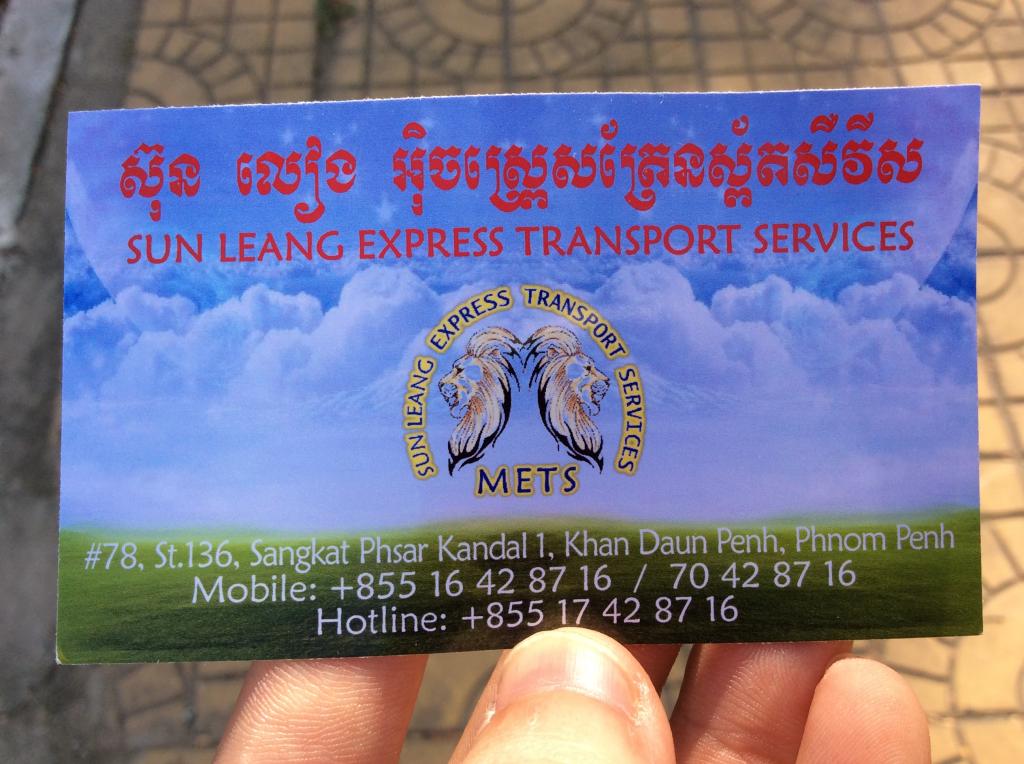 ស៊ុន លៀង អ៊ិចស្ប្រេសត្រែនស្ព័តសឺវីស
SUN LEANG EXPRESS TRANSPORT SERVICES
SUN LEANG EXPRESS TRANSPORT SERVICES
METS
#78, St.136, Sangkat Phsar Kandal 1, Khan Daun Penh, Phnom Penh
Mobile: +855 16 42 87 16 / 70 42 87 16
Hotline: +855 17 42 87 16